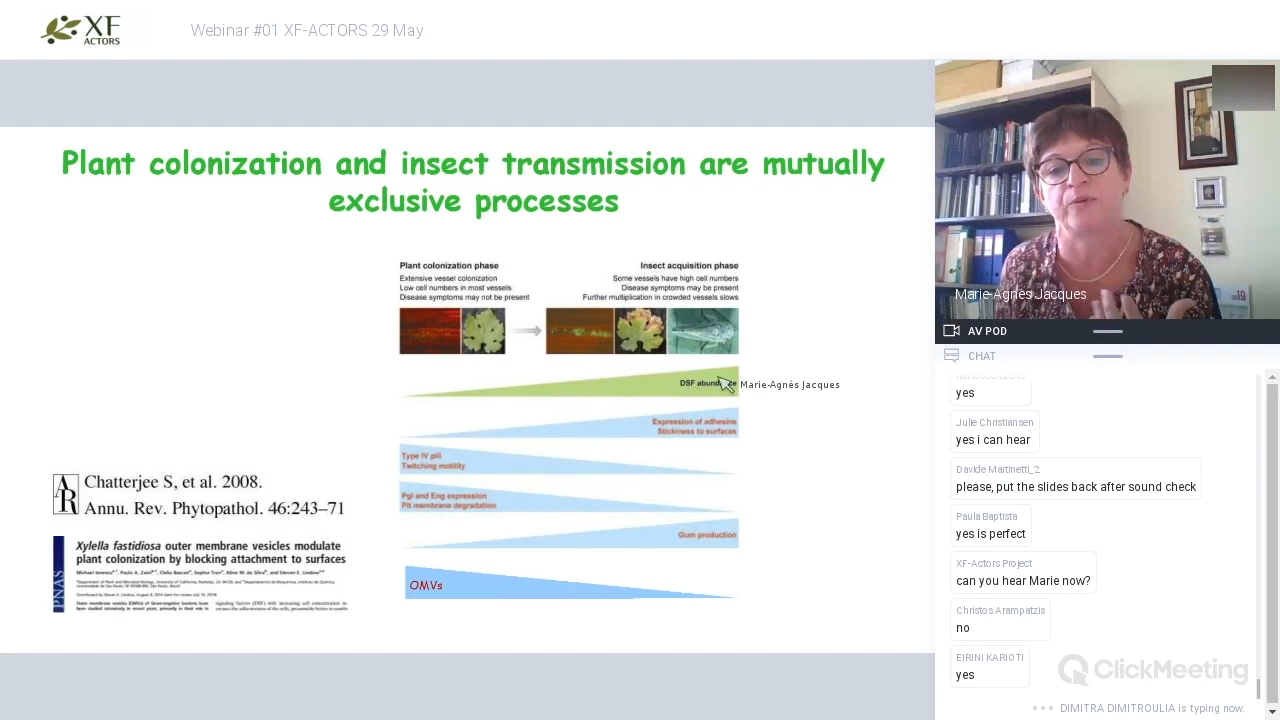 XF
ACTORS
Webinar #01 XF-ACTORS 29 May
Plant colonization and insect transmission are mutually
exclusive processes
Plant colonization phase
Extensive vessel colonization
Low cell numbers in most vessels
Disease symptoms may not be present
Insect acquisition phase
Some vessels have high cell numbers
Disease symptoms may be present
Further multiplication in crowded vessels slows
DSF
Marie-Agnès Jacques
Expression of adhesins
Stickiness to surfaces
Type IV pili
Twitching motility
Pgl and Eng expression
Pit membrane degradation
Gum production
OMVs
AR
Chatterjee S, et al. 2008.
Annu. Rev. Phytopathol. 46:243–71
PNAS
Xylella fastidiosa outer membrane vesicles modulate
plant colonization by blocking attachment to surfaces
Marie-Agnès Jacques
19
AV POD
CHAT
yes
Julie Christiansen
yes i can hear
Davide Martinetti_2
please, put the slides back after sound check
Paula Baptista
yes is perfect
XF-Actors Project
can you hear Marie now?
Christos Arampatzis
no
EIRINI KARIOTI
yes
ClickMeeting
DIMITRA DIMITROULIA is typing now.